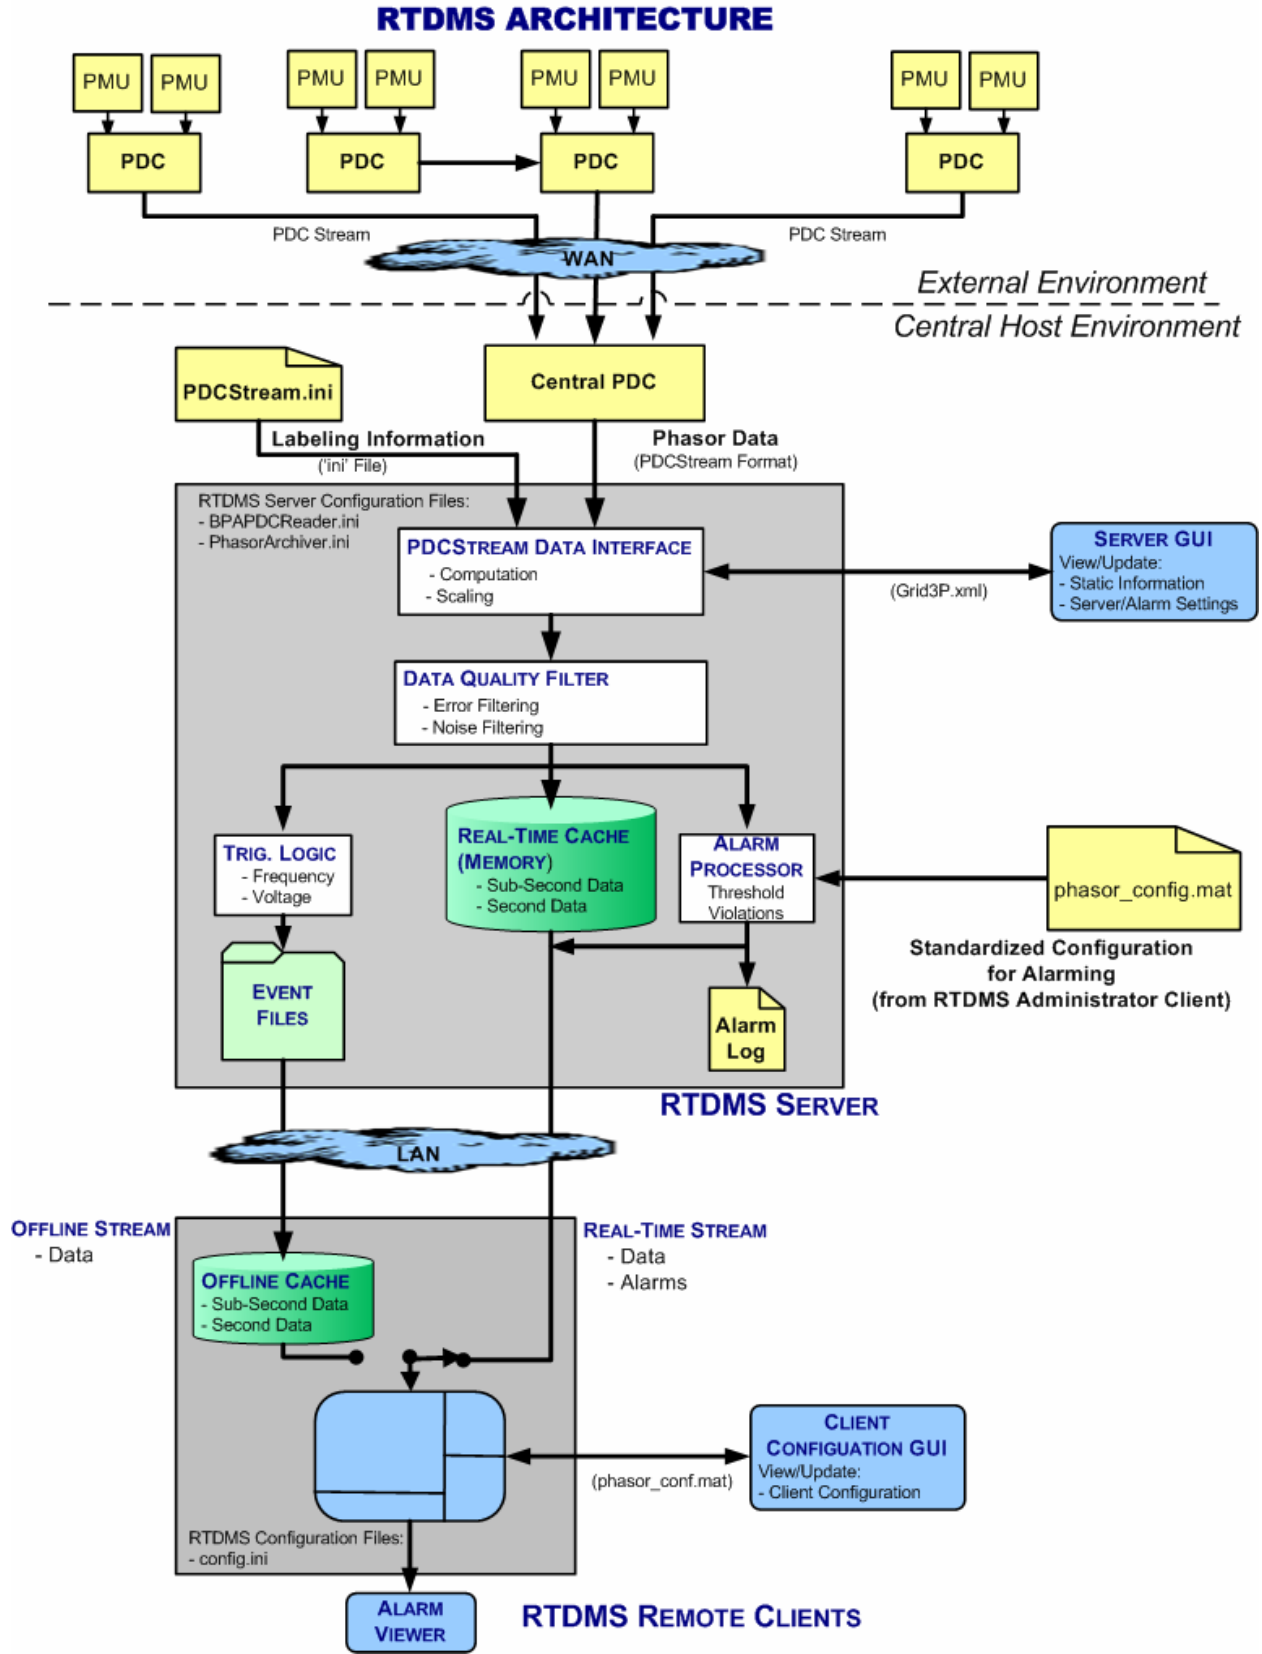 RTDMS ARCHITECTURE
PMU PMU PMU PMU PMU PMU PMU PMU
PDC PDC PDC PDC
PDC Stream PDC Stream
WAN
External Environment
Central Host Environment
PDCStream.ini
Central PDC
Labeling Information
('ini' File)
Phasor Data
(PDCStream Format)
RTDMS Server Configuration Files:
- BPAPDCReader.ini
- PhasorArchiver.ini
PDCSTREAM DATA INTERFACE
- Computation
- Scaling
(Grid3P.xml)
SERVER GUI
View/Update:
- Static Information
- Server/Alarm Settings
DATA QUALITY FILTER
- Error Filtering
- Noise Filtering
TRIG. LOGIC
- Frequency
- Voltage
REAL-TIME CACHE
(MEMORY)
- Sub-Second Data
- Second Data
ALARM
PROCESSOR
Threshold
Violations
phasor_config.mat
Standardized Configuration
for Alarming
(from RTDMS Administrator Client)
EVENT
FILES
Alarm
Log
RTDMS SERVER
LAN
OFFLINE STREAM
- Data
REAL-TIME STREAM
- Data
- Alarms
OFFLINE CACHE
- Sub-Second Data
- Second Data
(phasor_conf.mat)
CLIENT
CONFIGUATION GUI
View/Update:
- Client Configuration
RTDMS Configuration Files:
- config.ini
ALARM
VIEWER
RTDMS REMOTE CLIENTS